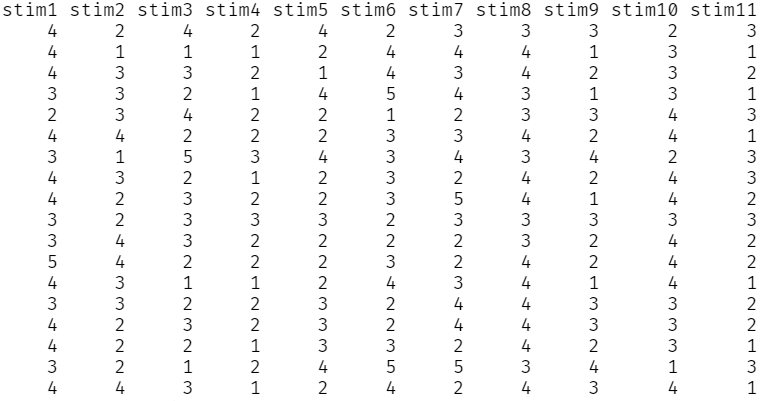 stim1 stim2 stim3 stim4 stim5 stim6 stim7 stim8 stim9 stim10 stim11
4 2 4 2 4 2 3 3 3 2 3
4 1 1 1 2 4 4 4 1 3 1
4 3 3 2 1 4 3 4 2 3 2
3 3 2 1 4 5 4 3 1 3 1
2 3 4 2 2 1 2 3 3 4 3
4 4 2 2 2 3 3 4 2 4 1
3 1 5 3 4 3 4 3 4 2 3
4 3 2 1 2 3 2 4 2 4 3
4 2 3 2 2 3 5 4 1 4 2
3 2 3 3 3 2 3 3 3 3 3
3 4 3 2 2 2 2 3 2 4 2
5 4 2 2 2 3 2 4 2 4 2
4 3 1 1 2 4 3 4 1 4 1
3 3 2 2 3 2 4 4 3 3 2
4 2 3 2 3 2 4 4 3 3 2
4 2 2 1 3 3 2 4 2 3 1
3 2 1 2 4 5 5 3 4 1 3
4 4 3 1 2 4 2 4 3 4 1